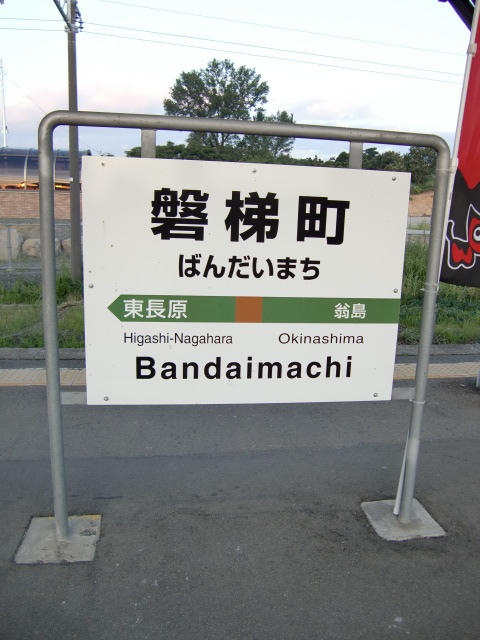 磐梯町
ばんだいまち
東長原 翁島
Higashi-Nagahara Okinashima
Bandaimachi